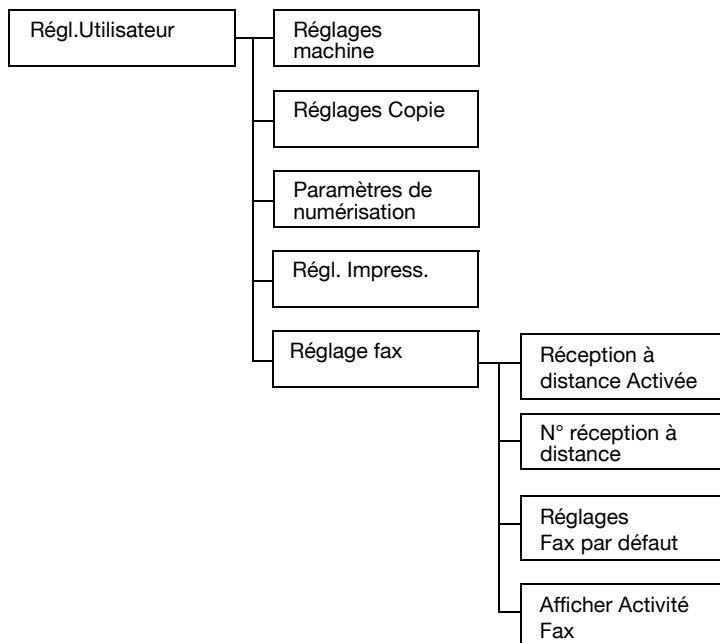 Régl.Utilisateur
Réglages
machine
Réglages Copie
Paramètres de
numérisation
Régl. Impress.
Réglage fax
Réception à
distance Activée
N° réception à
distance
Réglages
Fax par défaut
Afficher Activité
Fax